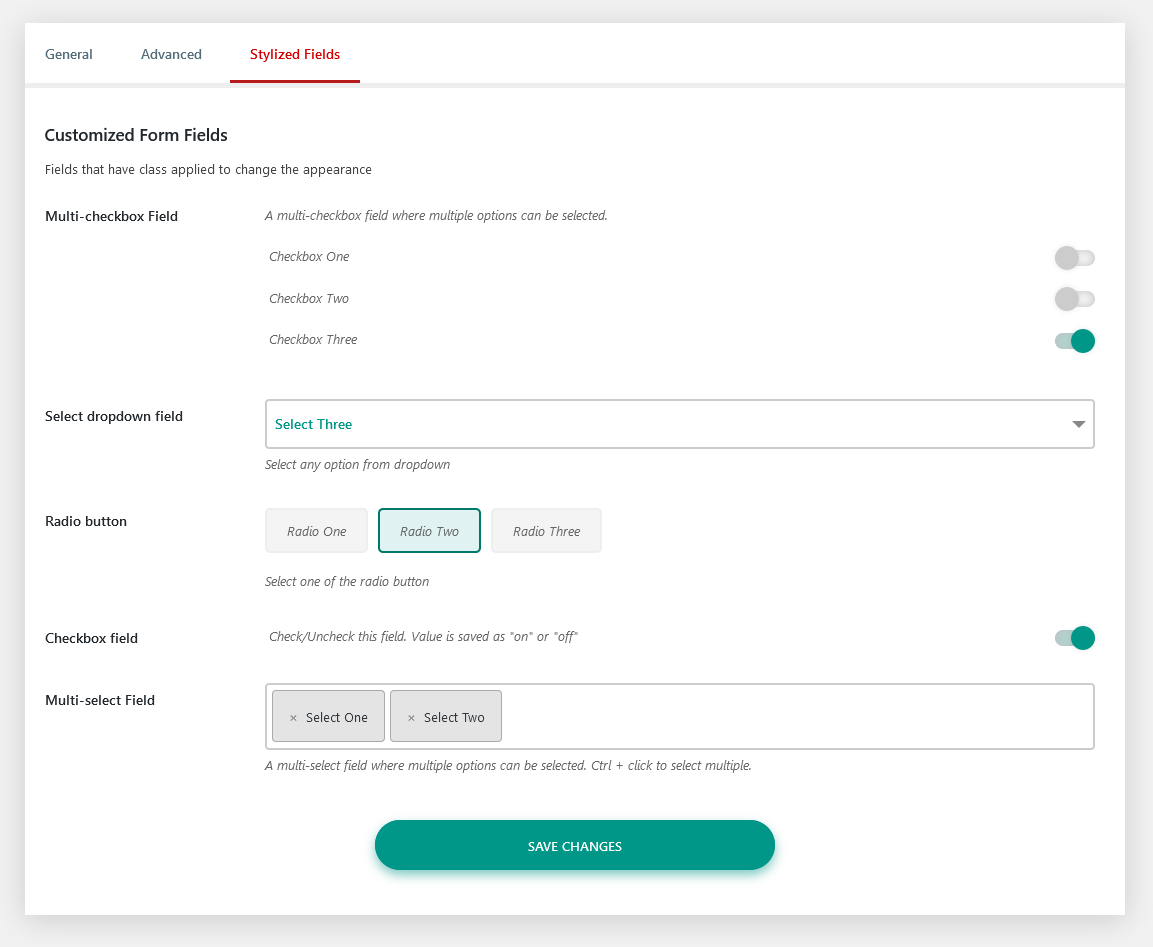 General Advanced Stylized Fields
Customized Form Fields
Fields that have class applied to change the appearance
Multi-checkbox Field
A multi-checkbox field where multiple options can be selected.
Checkbox One
Checkbox Two
Checkbox Three
Select dropdown field
Select Three
Select any option from dropdown
Radio button
Radio One Radio Two Radio Three
Select one of the radio button
Checkbox field
Check/Uncheck this field. Value is saved as "on" or "off"
Multi-select Field
× Select One × Select Two
A multi-select field where multiple options can be selected. Ctrl + click to select multiple.
SAVE CHANGES